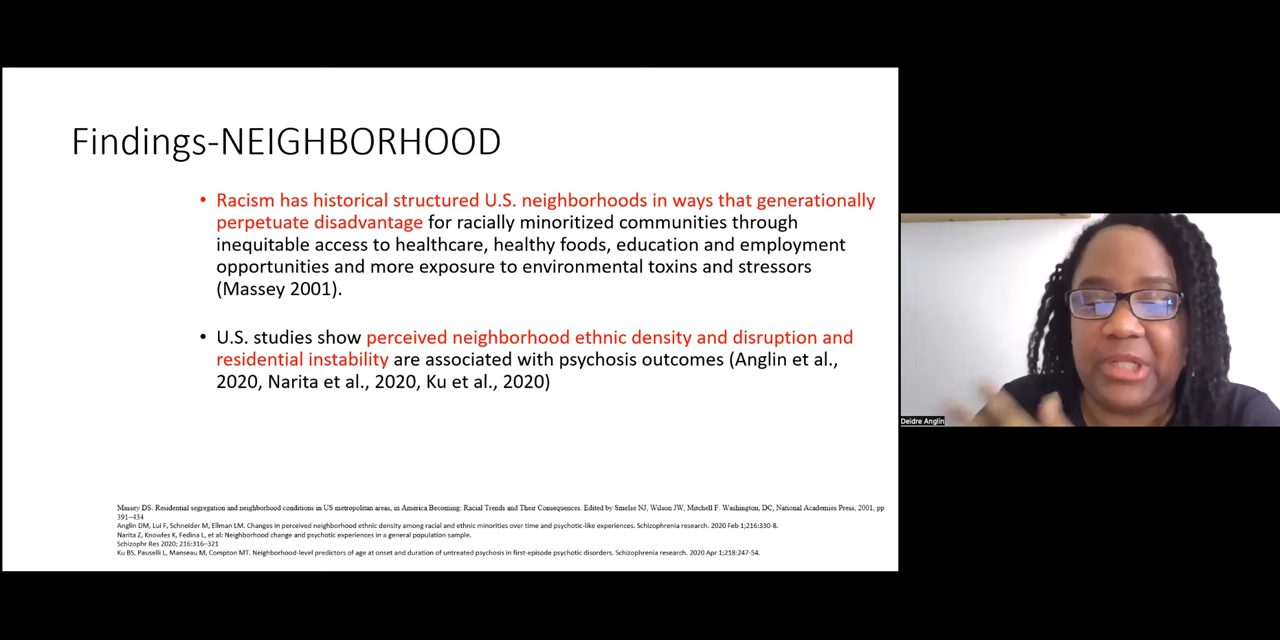 Findings-NEIGHBORHOOD
• Racism has historical structured U.S. neighborhoods in ways that generationally
perpetuate disadvantage for racially minoritized communities through
inequitable access to healthcare, healthy foods, education and employment
opportunities and more exposure to environmental toxins and stressors
(Massey 2001).
• U.S. studies show perceived neighborhood ethnic density and disruption and
residential instability are associated with psychosis outcomes (Anglin et al.,
2020, Narita et al., 2020, Ku et al., 2020)
Deidre Anglin
Massey DS: Residential segregation and neighborhood conditions in US metropolitan areas, in America Becoming: Racial Trends and Their Consequences. Edited by Smelse NJ, Wilson JW, Mitchell F. Washington, DC, National Academies Press, 2001, pp
391–434
Anglin DM, Lui F, Schneider M, Ellman LM. Changes in perceived neighborhood ethnic density among racial and ethnic minorities over time and psychotic-like experiences. Schizophrenia research. 2020 Feb 1;216:330-8.
Narita Z, Knowles K, Fedina L, et al: Neighborhood change and psychotic experiences in a general population sample.
Schizophr Res 2020; 216:316–321
Ku BS, Pauselli L, Manseau M, Compton MT. Neighborhood-level predictors of age at onset and duration of untreated psychosis in first-episode psychotic disorders. Schizophrenia research. 2020 Apr 1;218:247-54.